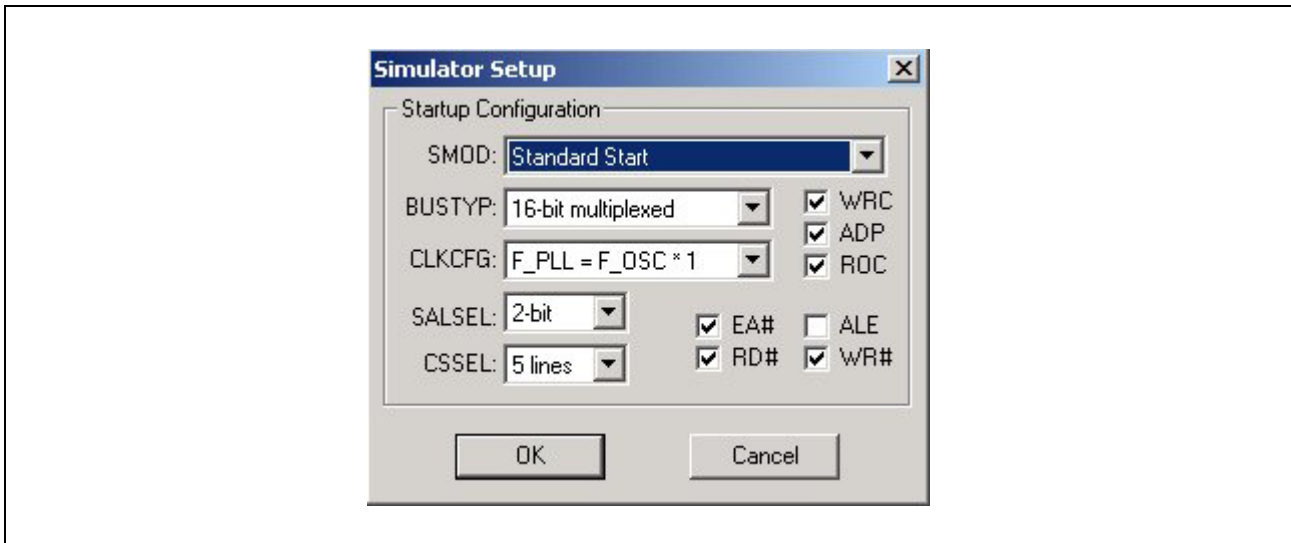 Simulator Setup
Startup Configuration
SMOD: Standard Start
BUSTYP: 16-bit multiplexed
WRC
ADP
CLKCFG: F_PLL = F_OSC * 1
ROC
SALSEL: 2-bit
EA# ALE
CSSEL: 5 lines
RD# WR#
OK Cancel